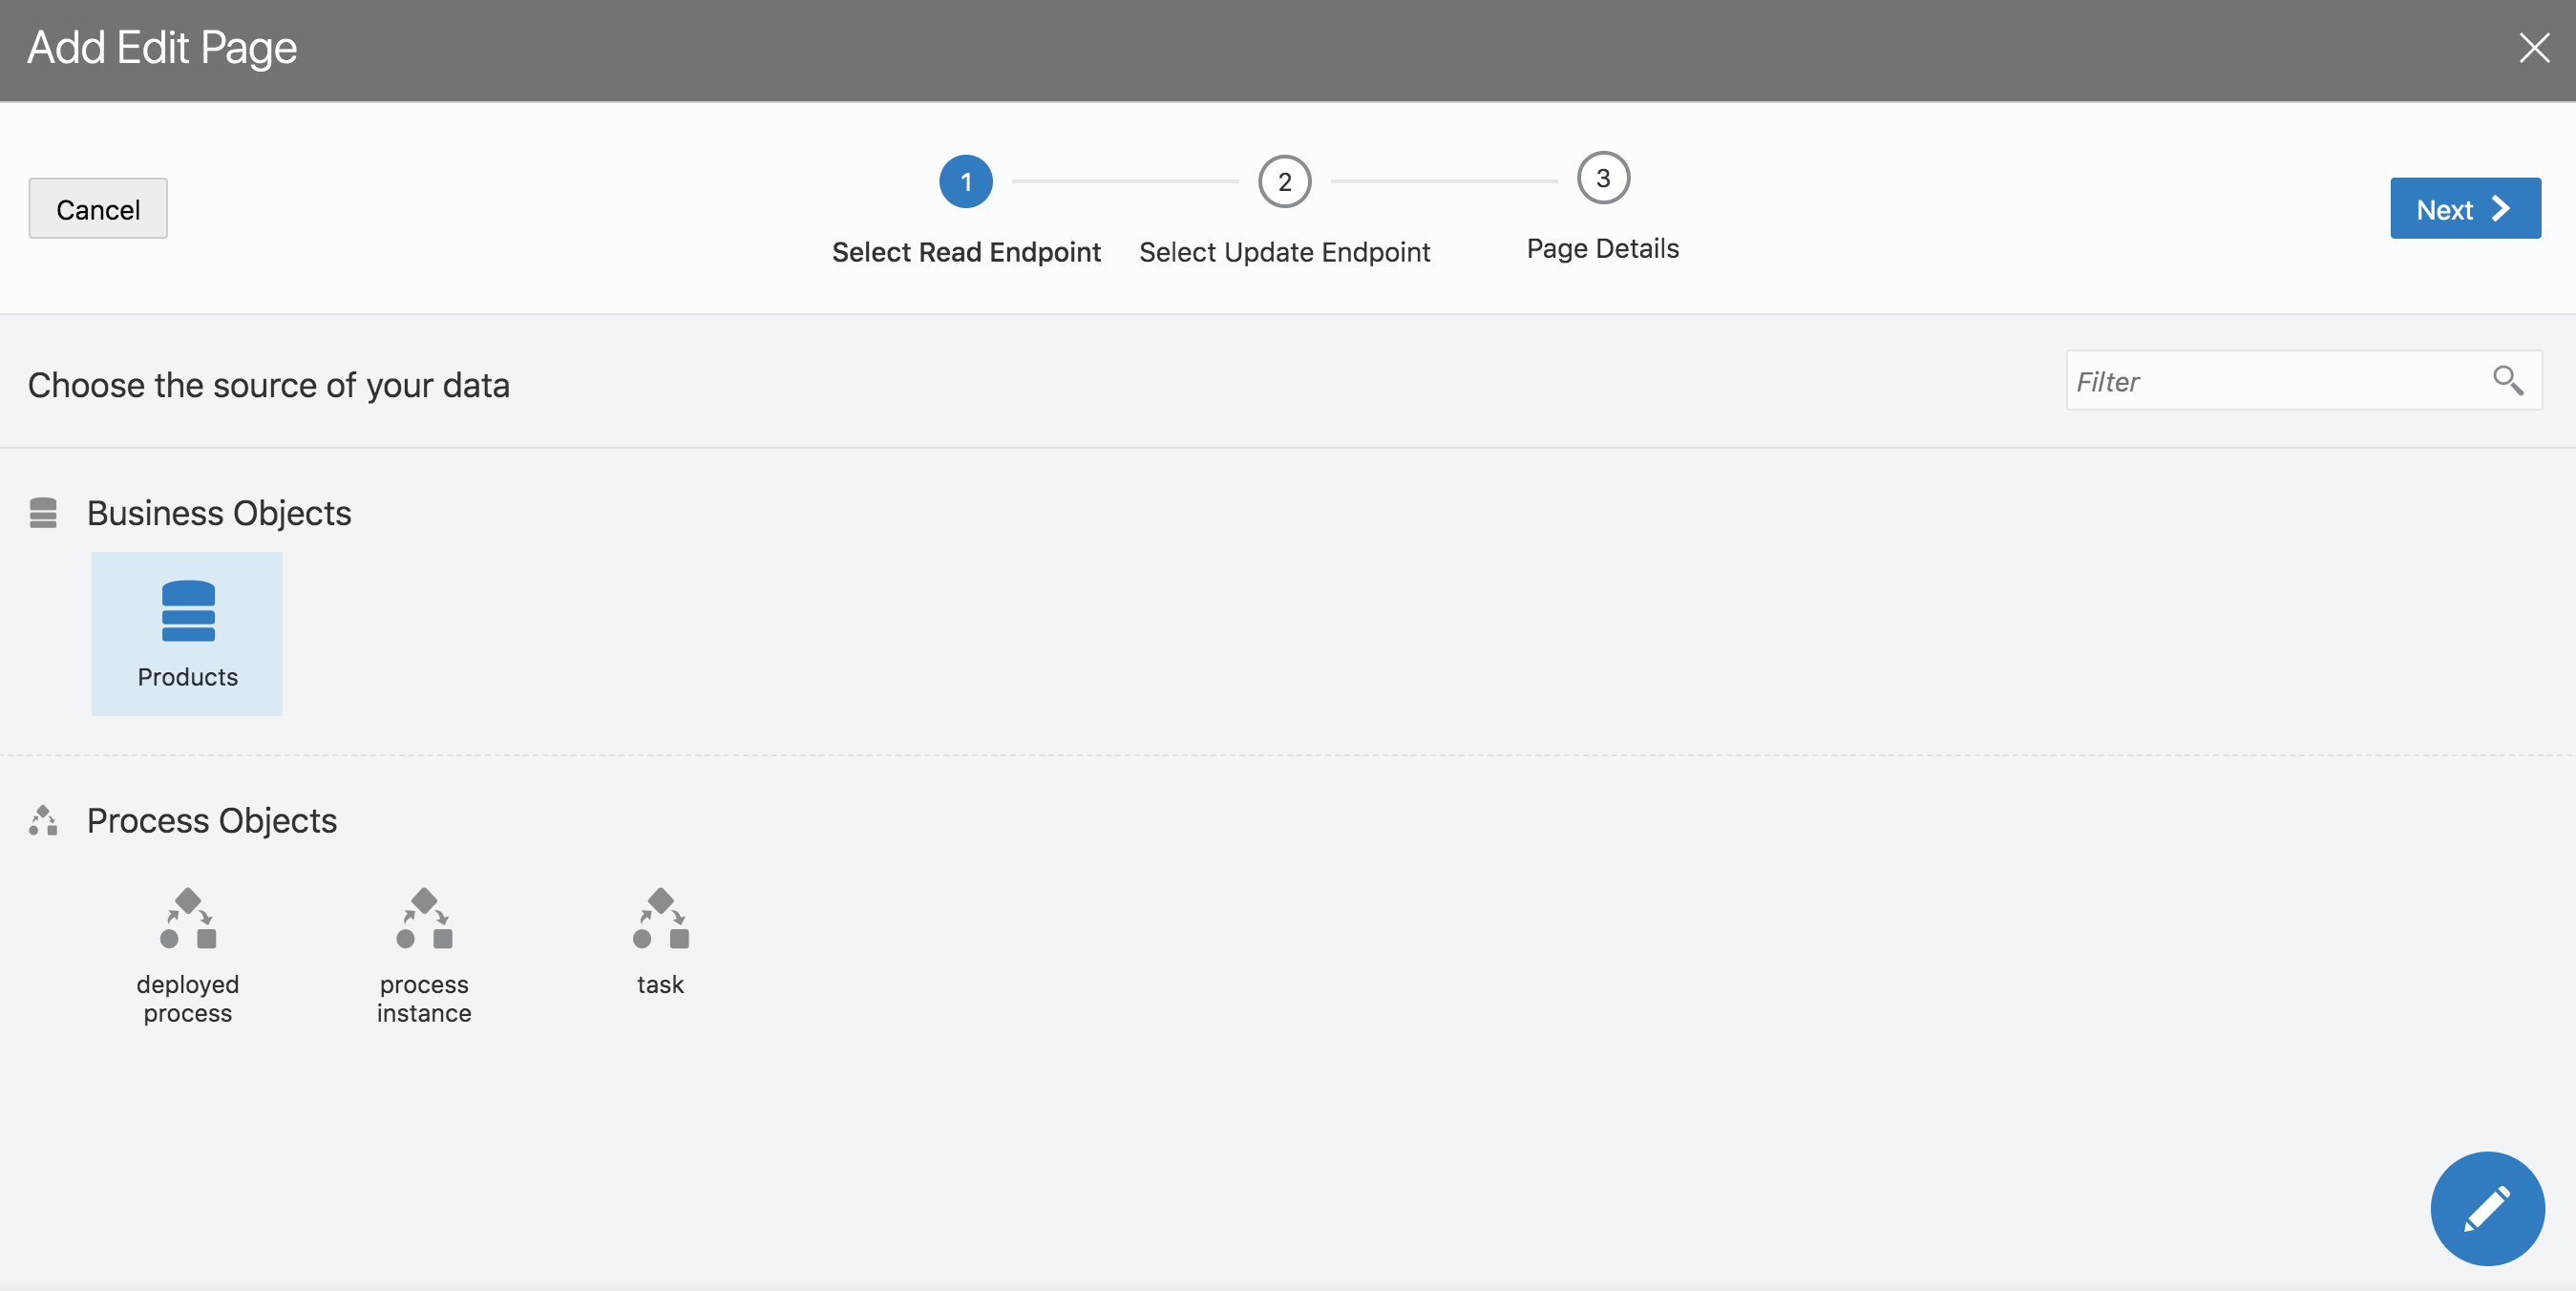 Add Edit Page
Cancel
1
2
3
Next
Select Read Endpoint
Select Update Endpoint
Page Details
Choose the source of your data
Filter
Business Objects
Products
Process Objects
deployed
process
process
instance
task